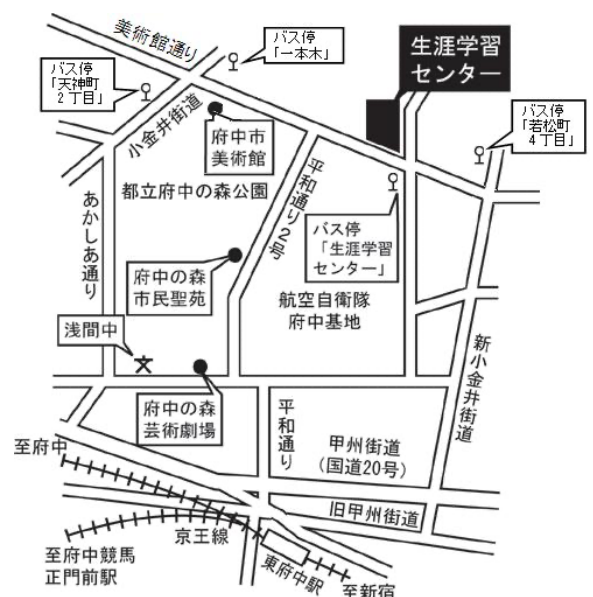 美術館通り
バス停
「一本木」
生涯学習
センター
バス停
「天神町
2丁目」
小金井街道
府中市
美術館
バス停
「若松町
4丁目」
都立府中の森公園
平和通り2号
あかしあ通り
バス停
「生涯学習
センター」
府中の森
市民聖苑
航空自衛隊
府中基地
浅間中
新小金井街道
府中の森
芸術劇場
平和通り
甲州街道
(国道20号)
至府中
旧甲州街道
京王線
至府中競馬
正門前駅
東府中駅
至新宿